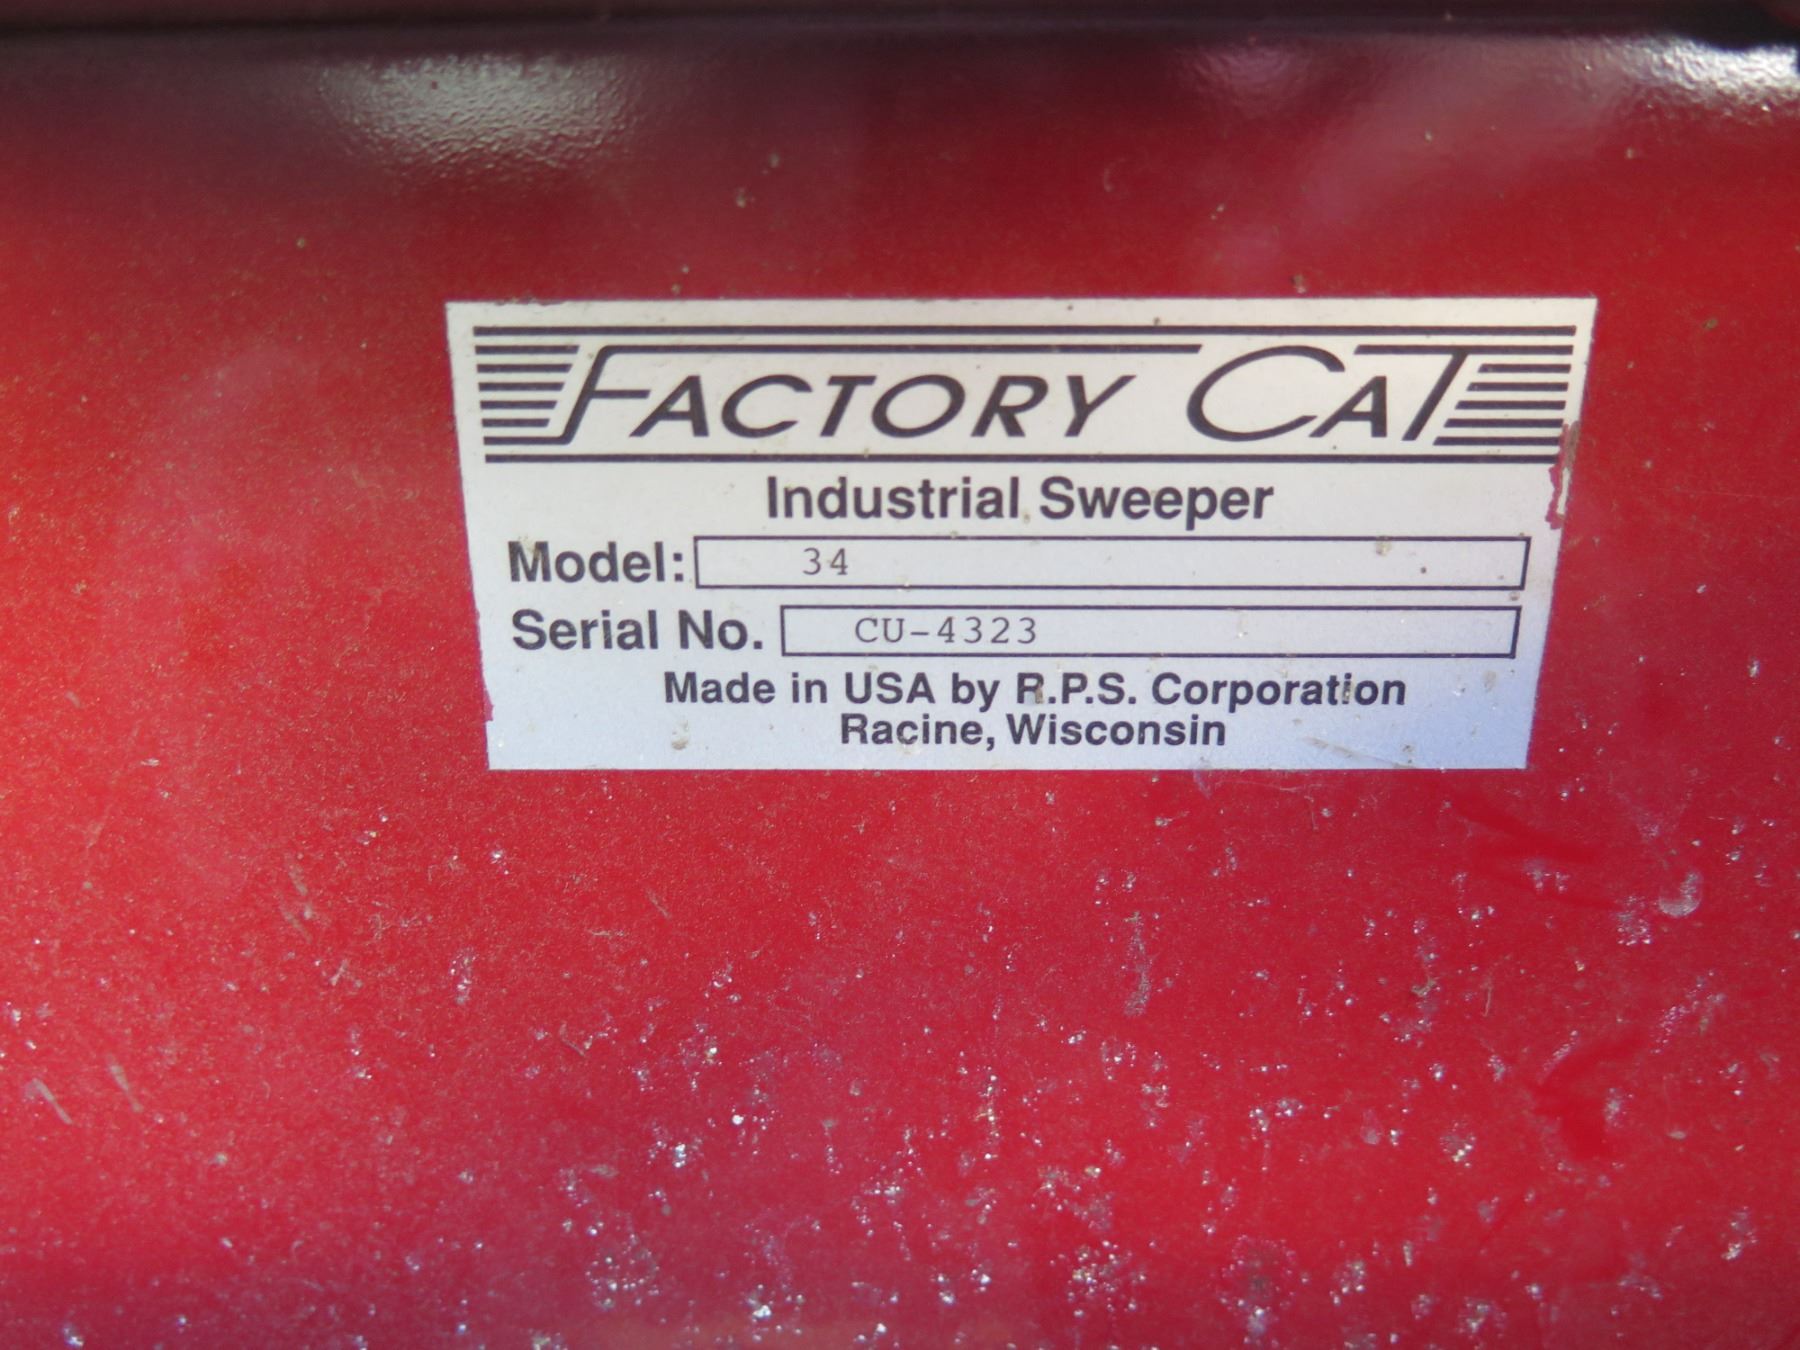 FACTORY CAT
Industrial Sweeper
Model: 34
Serial No. CU-4323
Made in USA by R.P.S. Corporation
Racine, Wisconsin